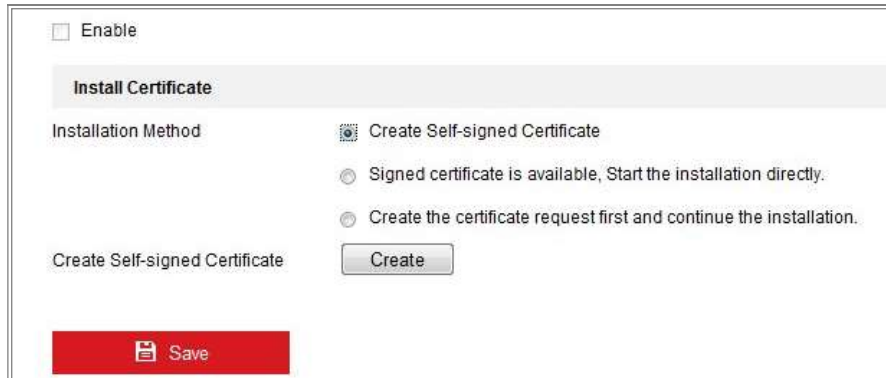 Enable
Install Certificate
Installation Method
Create Self-signed Certificate
Signed certificate is available, Start the installation directly.
Create the certificate request first and continue the installation.
Create Self-signed Certificate
Create
Save